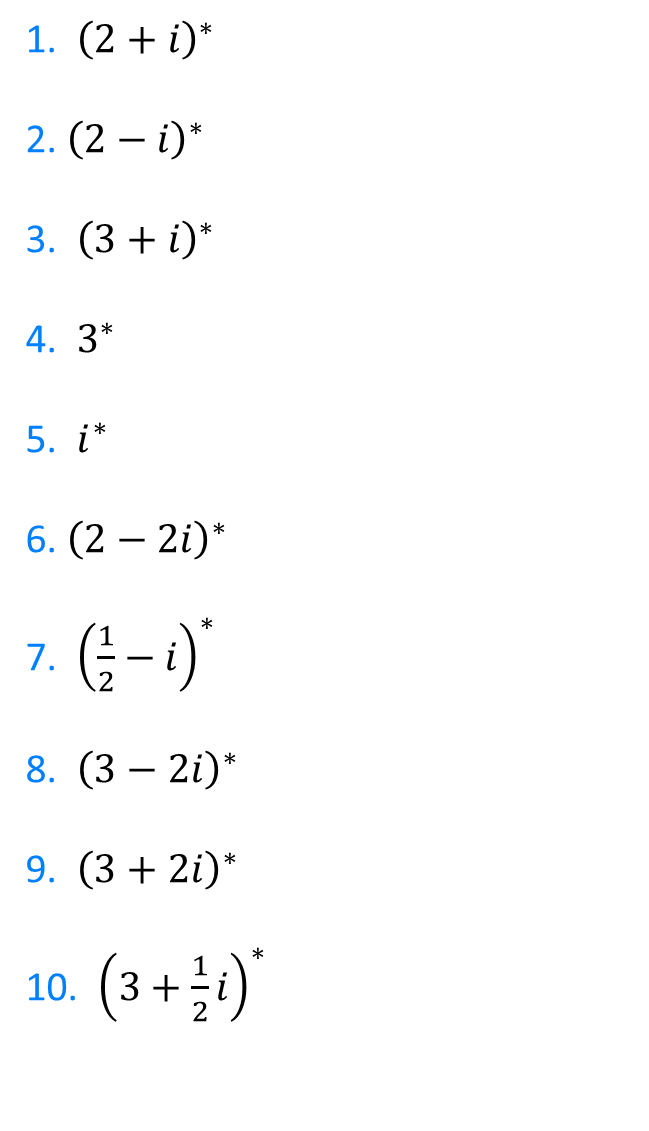 1. (2 + i)*
2. (2 − i)*
3. (3 + i)*
4. 3*
5. i*
6. (2 − 2i)*
7. (1/2 − i)*
8. (3 − 2i)*
9. (3 + 2i)*
10. (3 + 1/2 i)*